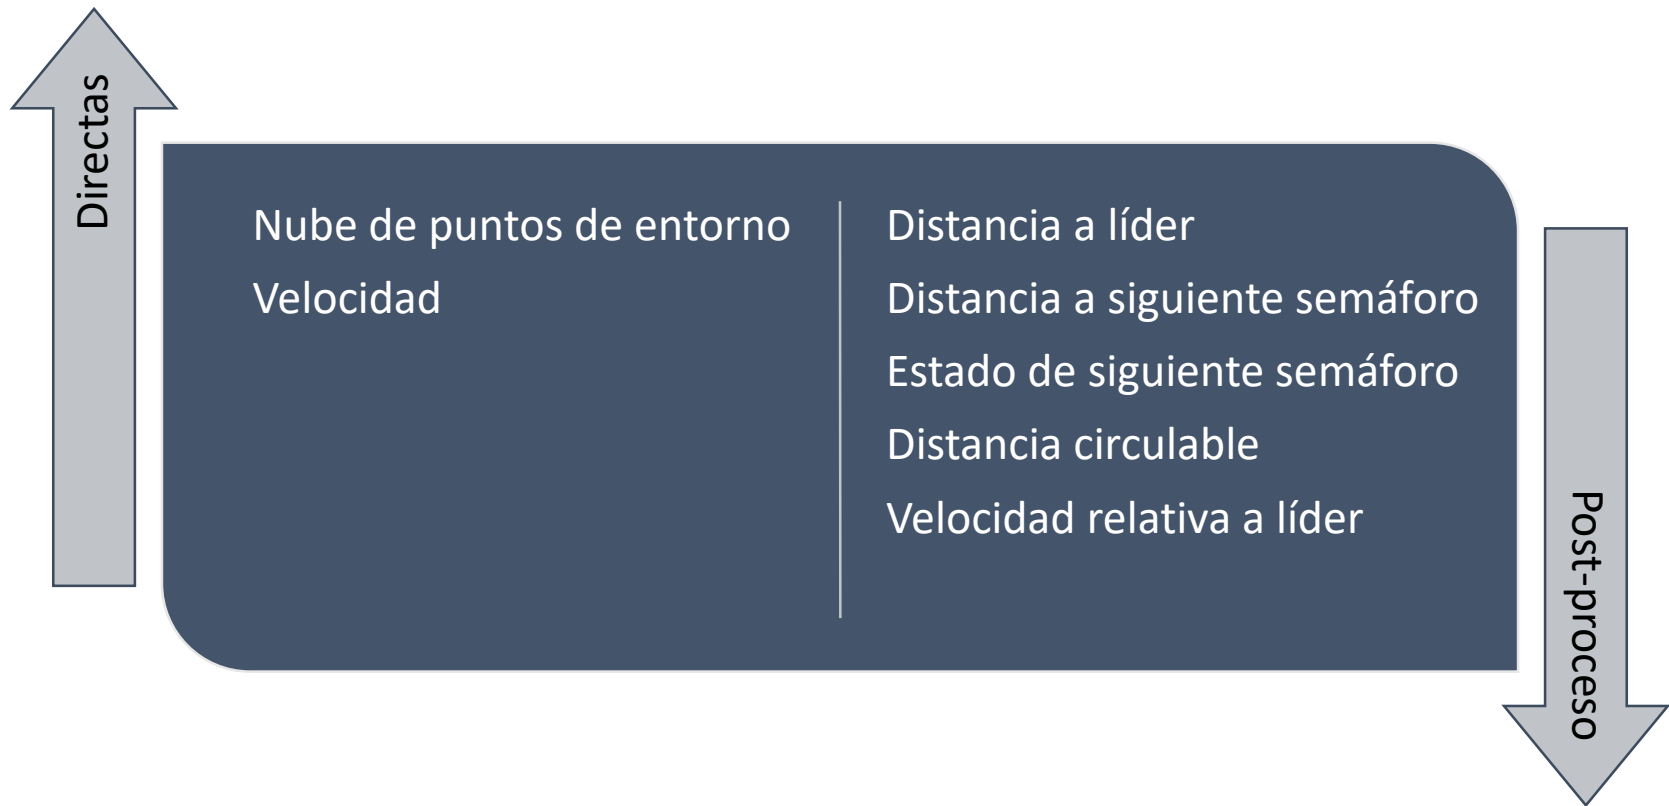 Directas
Nube de puntos de entorno
Velocidad
Distancia a líder
Distancia a siguiente semáforo
Estado de siguiente semáforo
Distancia circulable
Velocidad relativa a líder
Post-proceso